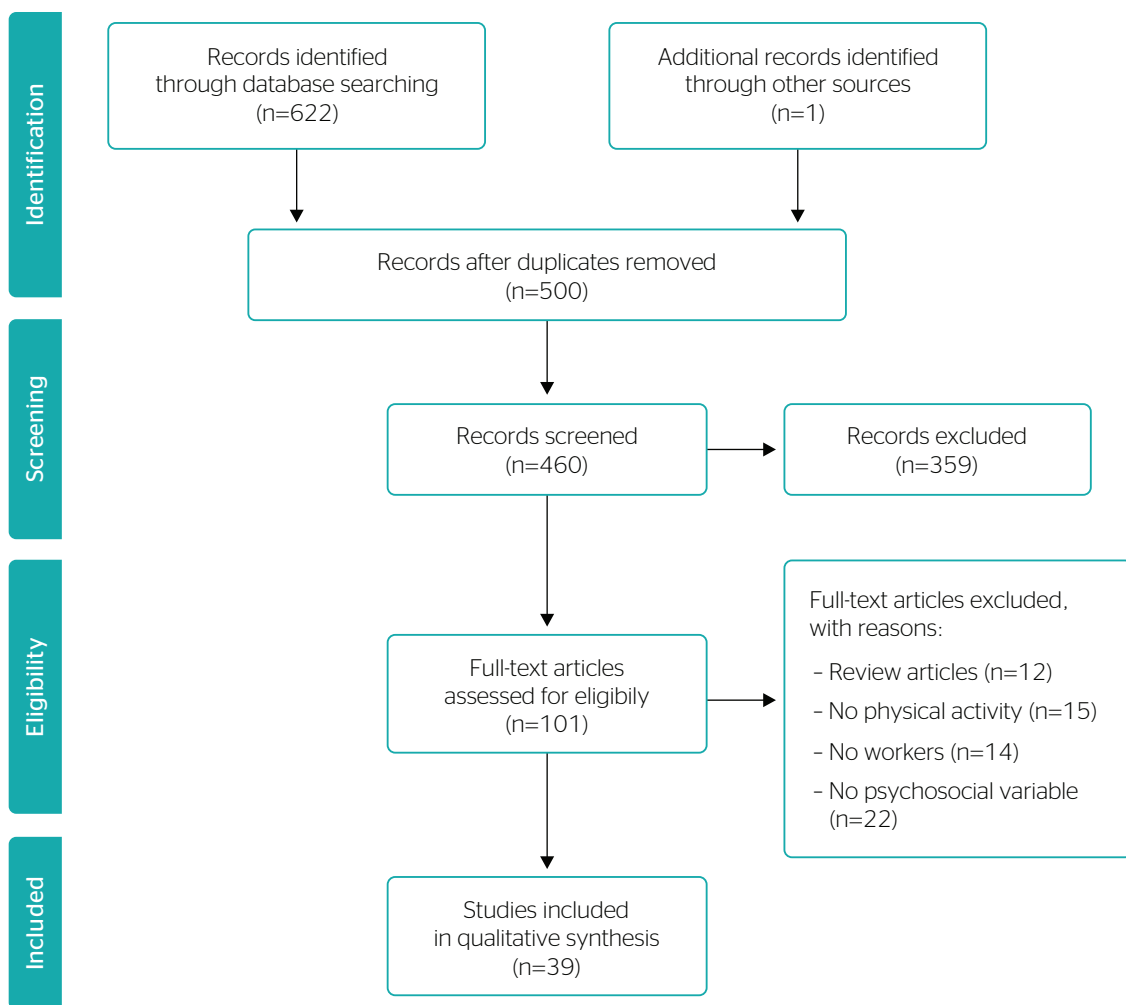 Identification
Records identified
through database searching
(n=622)
Additional records identified
through other sources
(n=1)
Records after duplicates removed
(n=500)
Screening
Records screened
(n=460)
Records excluded
(n=359)
Eligibility
Full-text articles
assessed for eligibily
(n=101)
Full-text articles excluded,
with reasons:
- Review articles (n=12)
- No physical activity (n=15)
- No workers (n=14)
- No psychosocial variable
(n=22)
Included
Studies included
in qualitative synthesis
(n=39)